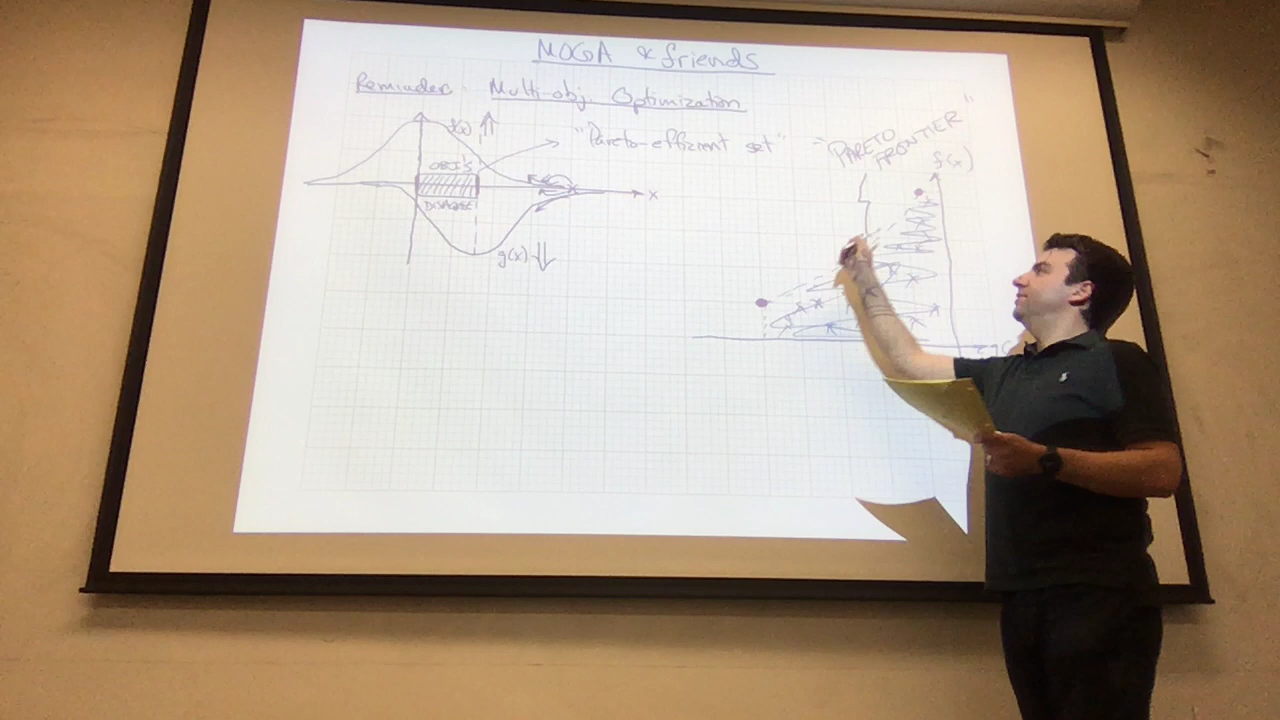 MOGA & friends
Reminder: Multi-obj. Optimization
f(x)
"Pareto-efficient set" = "PARETO FRONTIER"
OBJ'S
DISAGREE
x
g(x)
f(x)